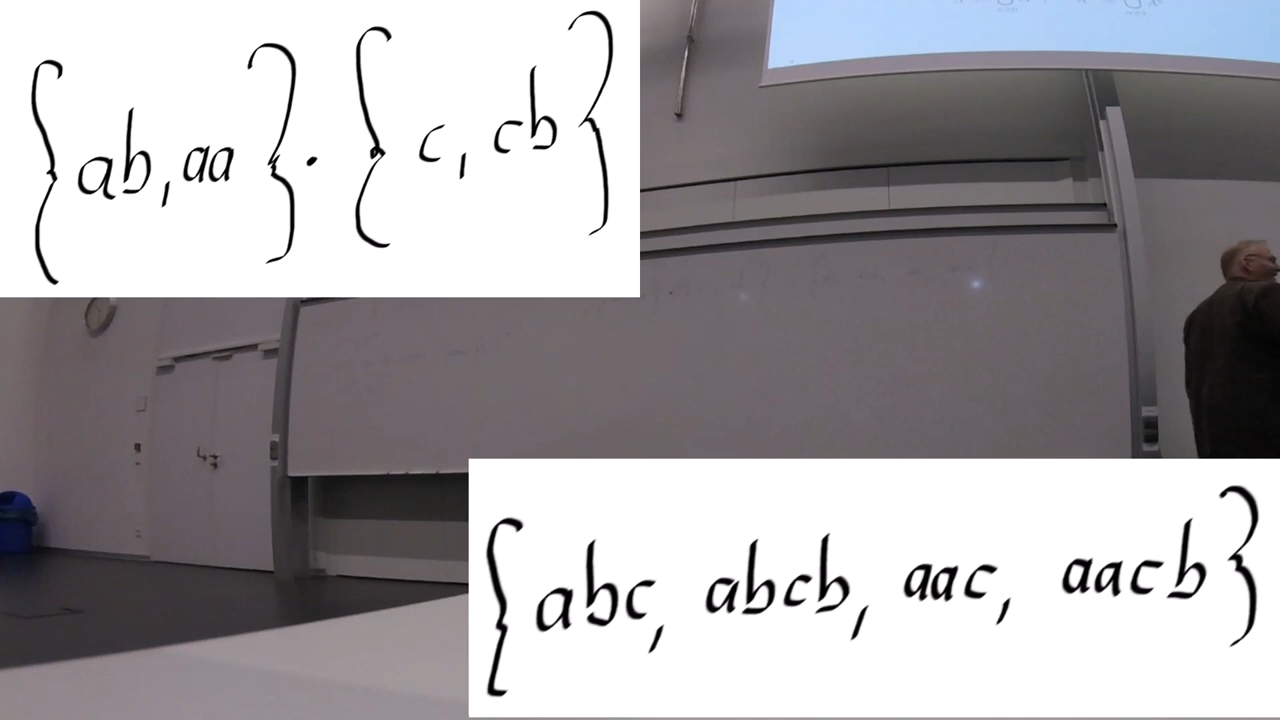 {ab, aa} · {c, cb}
{abc, abcb, aac, aacb}